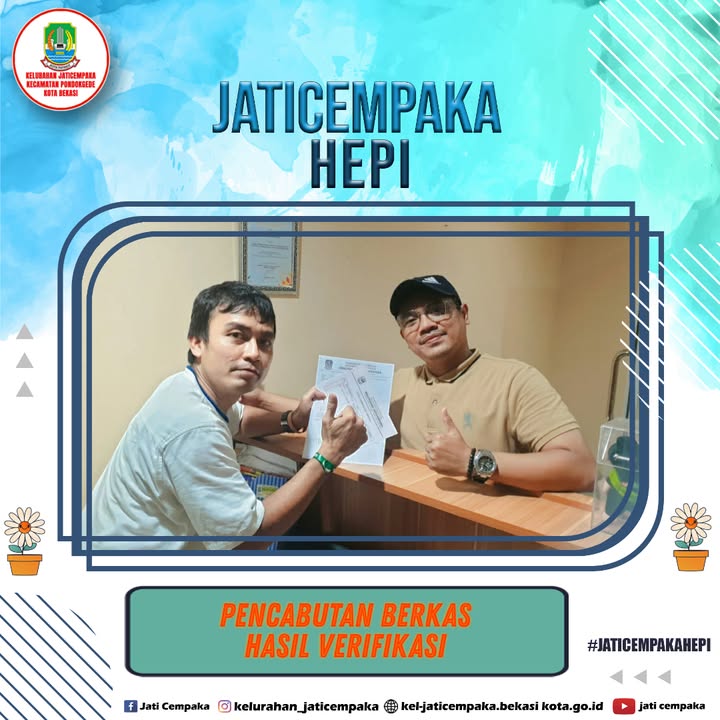 KELURAHAN JATICEMPAKA
KECAMATAN PONDOKGEDE
KOTA BEKASI
JATICEMPAKA
HEPI
PENCABUTAN BERKAS
HASIL VERIFIKASI
#JATICEMPAKAHEPI
Jati Cempaka kelurahan_jaticempaka kel-jaticempaka.bekasi kota.go.id jati cempaka